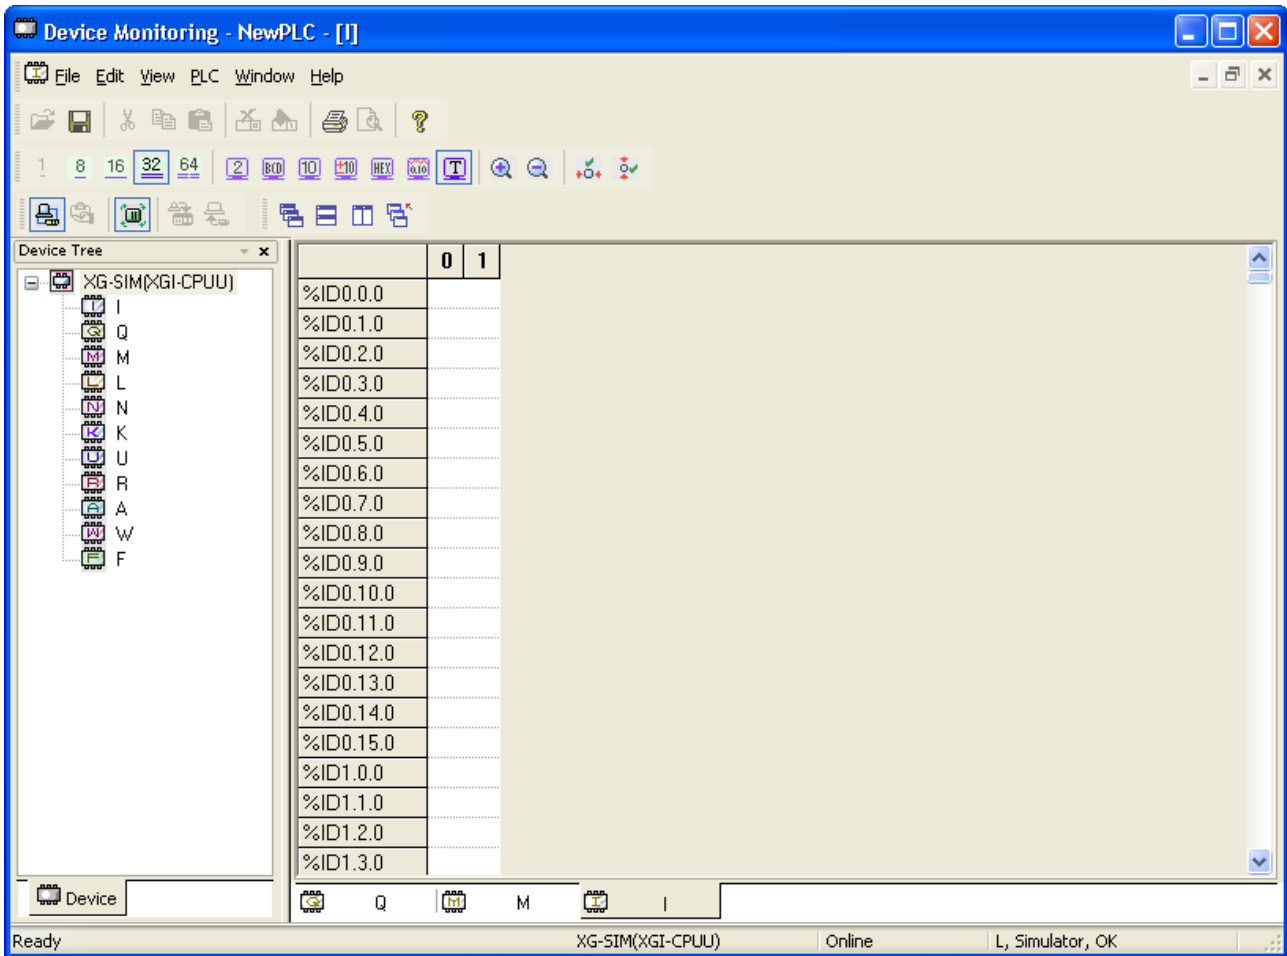 Device Monitoring - NewPLC - [I]
File Edit View PLC Window Help
1 8 16 32 64 2 BCD 10 ±10 HEX 0.10 T
Device Tree
0 1
XG-SIM(XGI-CPUU)
I
Q
M
L
N
K
U
R
A
W
F
%ID0.0.0
%ID0.1.0
%ID0.2.0
%ID0.3.0
%ID0.4.0
%ID0.5.0
%ID0.6.0
%ID0.7.0
%ID0.8.0
%ID0.9.0
%ID0.10.0
%ID0.11.0
%ID0.12.0
%ID0.13.0
%ID0.14.0
%ID0.15.0
%ID1.0.0
%ID1.1.0
%ID1.2.0
%ID1.3.0
Device
Q M I
Ready XG-SIM(XGI-CPUU) Online L, Simulator, OK